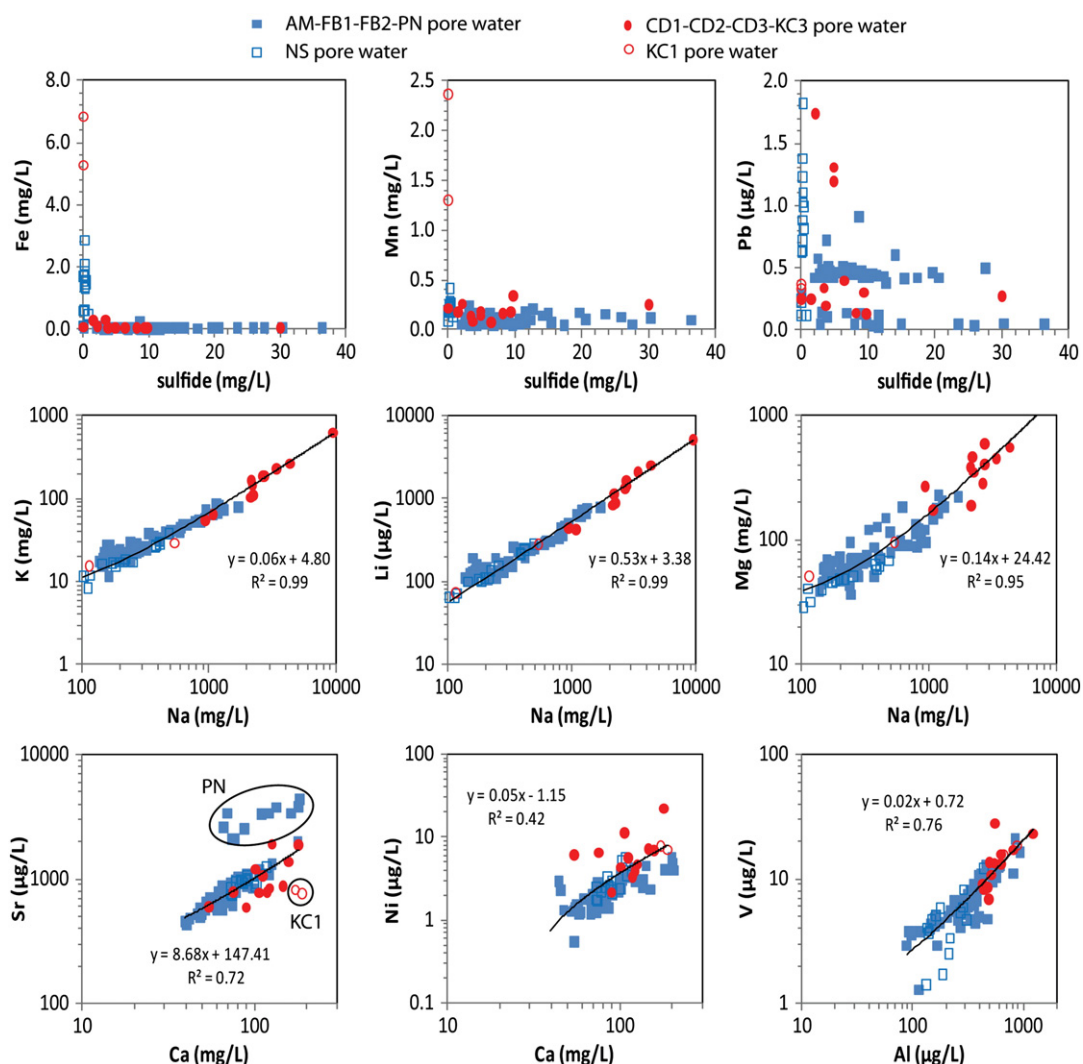 AM-FB1-FB2-PN pore water
CD1-CD2-CD3-KC3 pore water
NS pore water
KC1 pore water
8.0
6.0
4.0
2.0
0.0
Fe (mg/L)
0 10 20 30 40
sulfide (mg/L)
2.5
2.0
1.5
1.0
0.5
0.0
Mn (mg/L)
0 10 20 30 40
sulfide (mg/L)
2.0
1.5
1.0
0.5
0.0
Pb (µg/L)
0 10 20 30 40
sulfide (mg/L)
1000
100
10
1
K (mg/L)
y = 0.06x + 4.80
R² = 0.99
100 1000 10000
Na (mg/L)
10000
1000
100
10
Li (µg/L)
y = 0.53x + 3.38
R² = 0.99
100 1000 10000
Na (mg/L)
1000
100
10
Mg (mg/L)
y = 0.14x + 24.42
R² = 0.95
100 1000 10000
Na (mg/L)
10000
1000
100
Sr (µg/L)
PN
KC1
y = 8.68x + 147.41
R² = 0.72
10 100
Ca (mg/L)
100
10
1
0.1
Ni (µg/L)
y = 0.05x - 1.15
R² = 0.42
10 100
Ca (mg/L)
100
10
1
V (µg/L)
y = 0.02x + 0.72
R² = 0.76
10 100 1000
Al (µg/L)